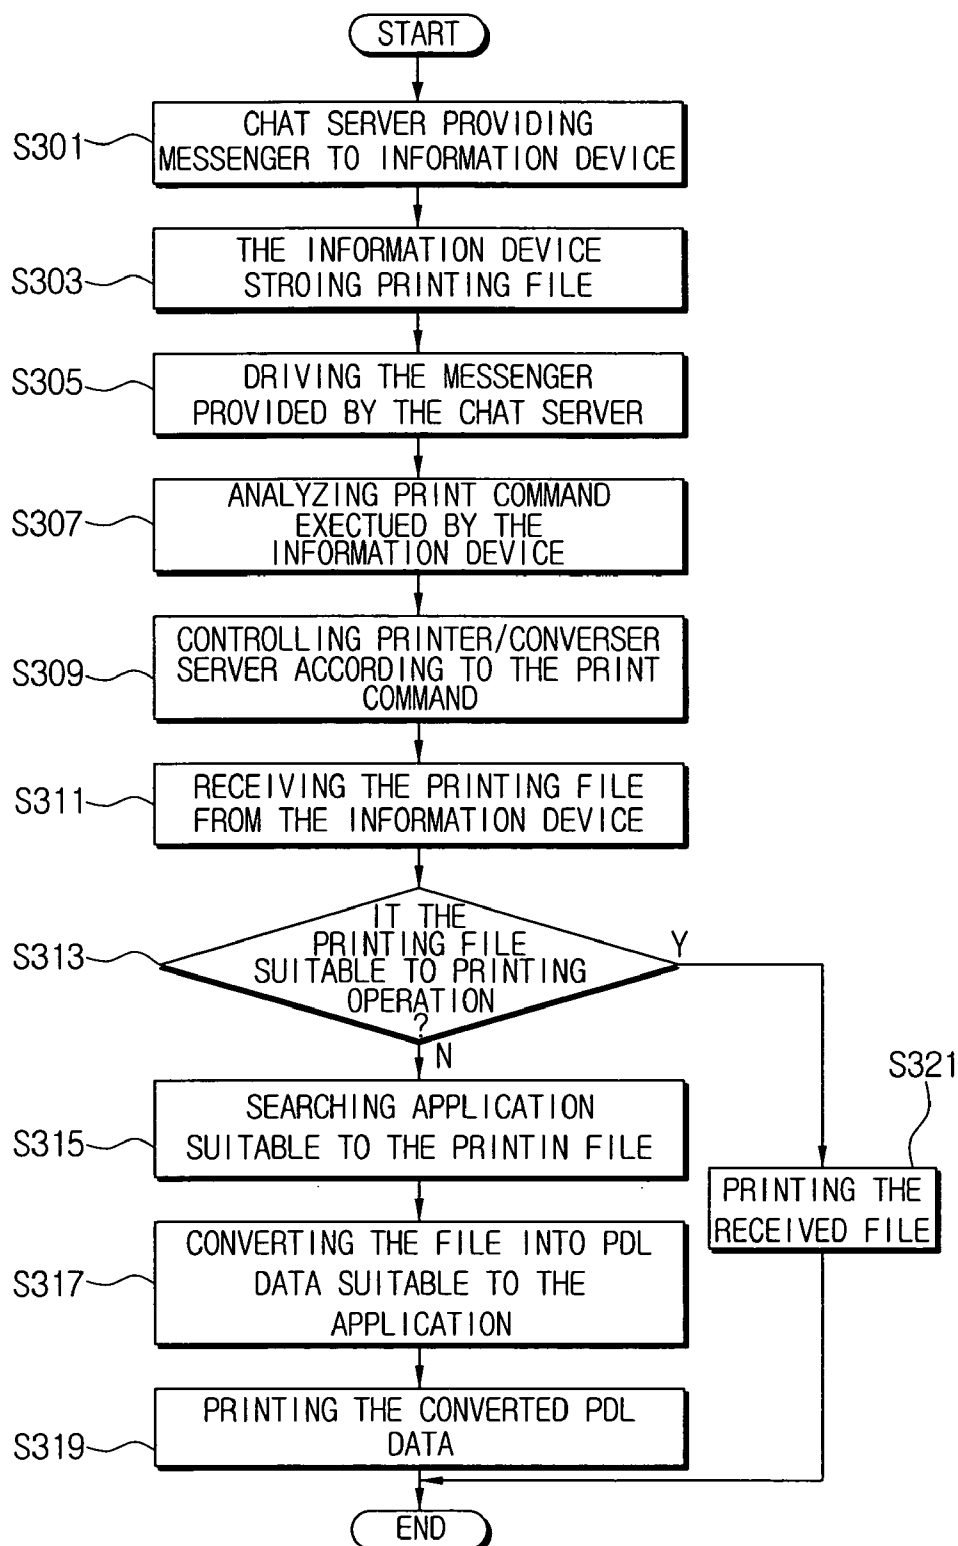 START
S301
CHAT SERVER PROVIDING
MESSENGER TO INFORMATION DEVICE
S303
THE INFORMATION DEVICE
STROING PRINTING FILE
S305
DRIVING THE MESSENGER
PROVIDED BY THE CHAT SERVER
S307
ANALYZING PRINT COMMAND
EXECTUED BY THE
INFORMATION DEVICE
S309
CONTROLLING PRINTER/CONVERSER
SERVER ACCORDING TO THE PRINT
COMMAND
S311
RECEIVING THE PRINTING FILE
FROM THE INFORMATION DEVICE
S313
IT THE
PRINTING FILE
SUITABLE TO PRINTING
OPERATION
?
Y
N
S315
SEARCHING APPLICATION
SUITABLE TO THE PRINTIN FILE
S321
PRINTING THE
RECEIVED FILE
S317
CONVERTING THE FILE INTO PDL
DATA SUITABLE TO THE
APPLICATION
S319
PRINTING THE CONVERTED PDL
DATA
END